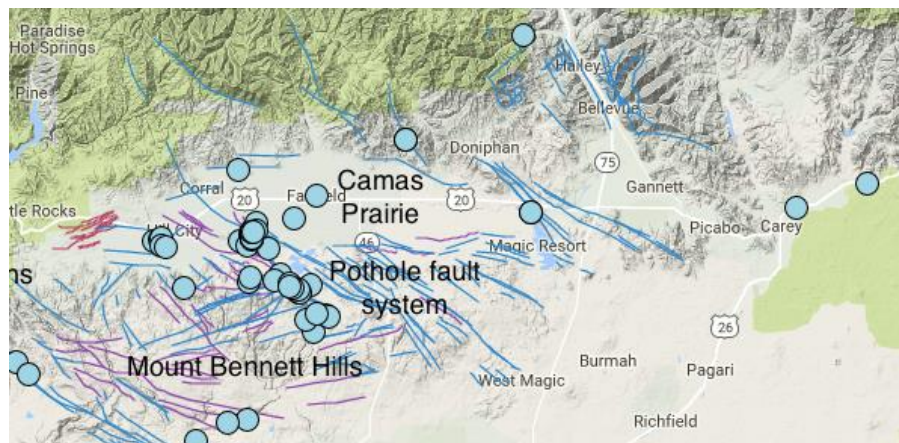 Paradise
Hot Springs
Pine
Hailey
Bellevue
Doniphan
75
Corral
Camas
Prairie
20
20
Gannett
tle Rocks
Hill City
46
Magic Resort
Picabo
Carey
ns
Pothole fault
system
26
Mount Bennett Hills
West Magic
Burmah
Pagari
Richfield